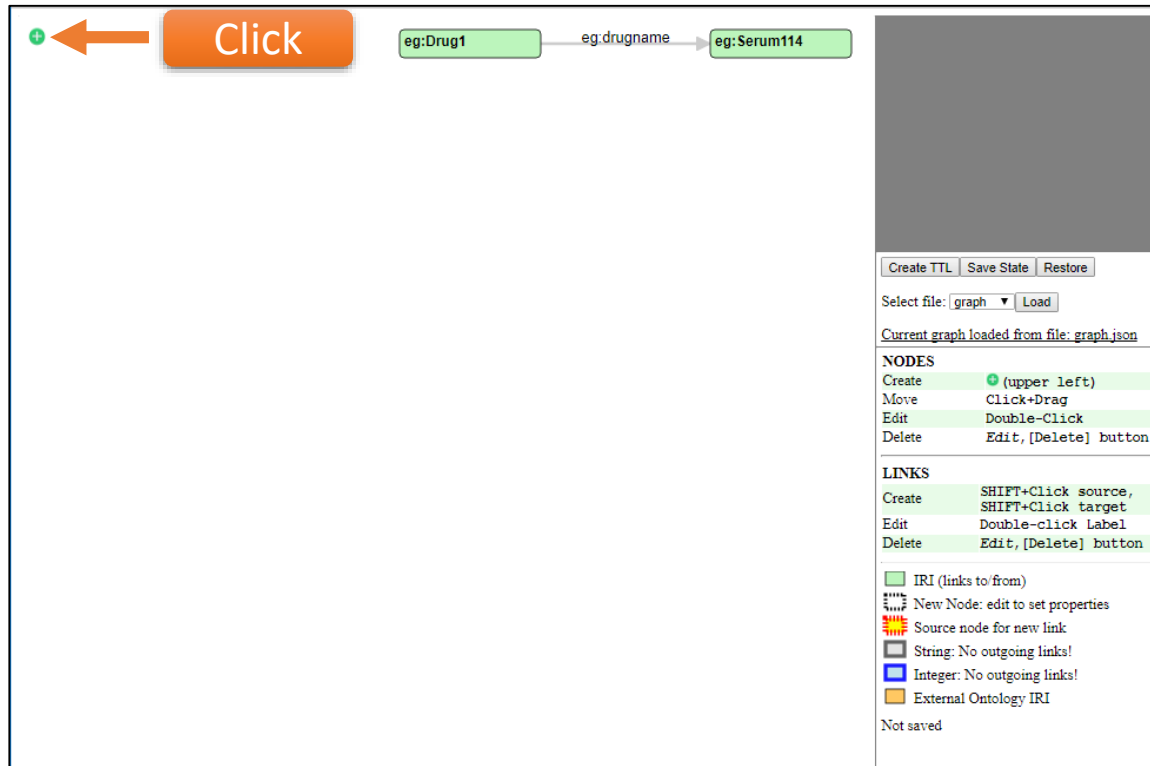 Click
eg:Drug1
eg:drugname
eg:Serum114
Create TTL Save State Restore
Select file: graph Load
Current graph loaded from file: graph.json
NODES
Create (upper left)
Move Click+Drag
Edit Double-Click
Delete Edit,[Delete] button
LINKS
Create SHIFT+Click source,
SHIFT+Click target
Edit Double-click Label
Delete Edit,[Delete] button
IRI (links to/from)
New Node: edit to set properties
Source node for new link
String: No outgoing links!
Integer: No outgoing links!
External Ontology IRI
Not saved